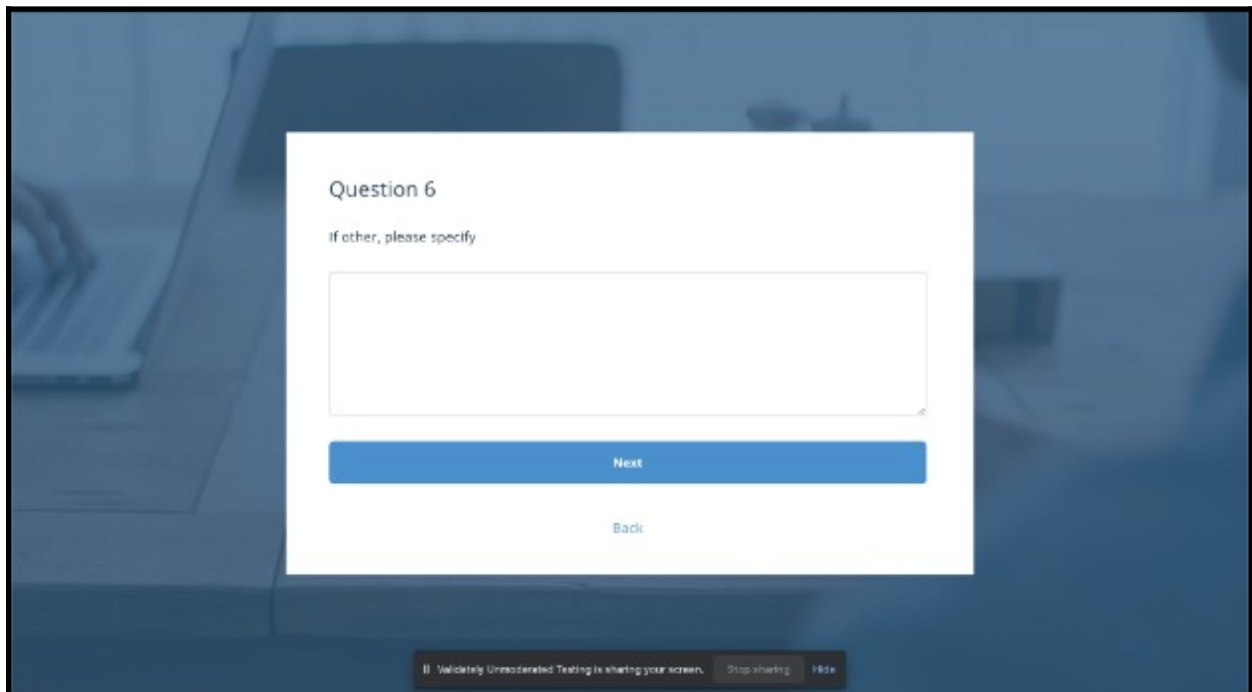 Question 6
If other, please specify
Next
Back
Validately Unmoderated Testing is sharing your screen. Stop sharing Hide